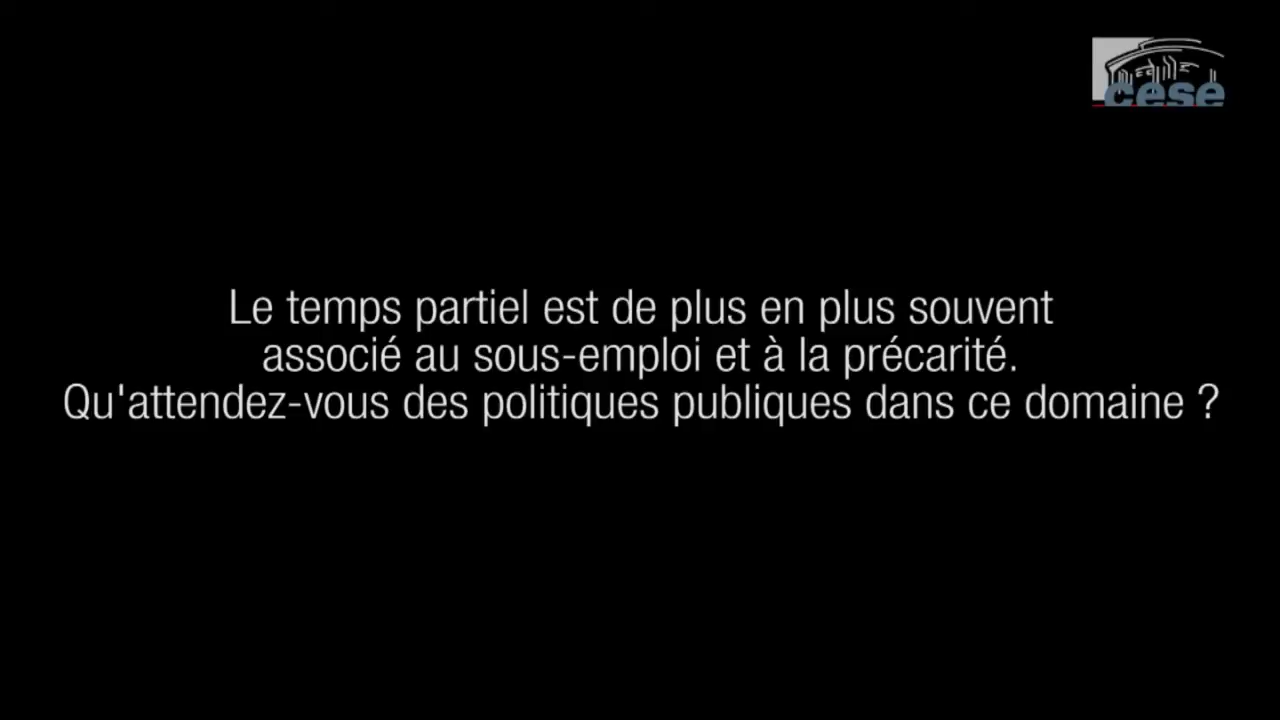 cese
Le temps partiel est de plus en plus souvent
associé au sous-emploi et à la précarité.
Qu'attendez-vous des politiques publiques dans ce domaine ?